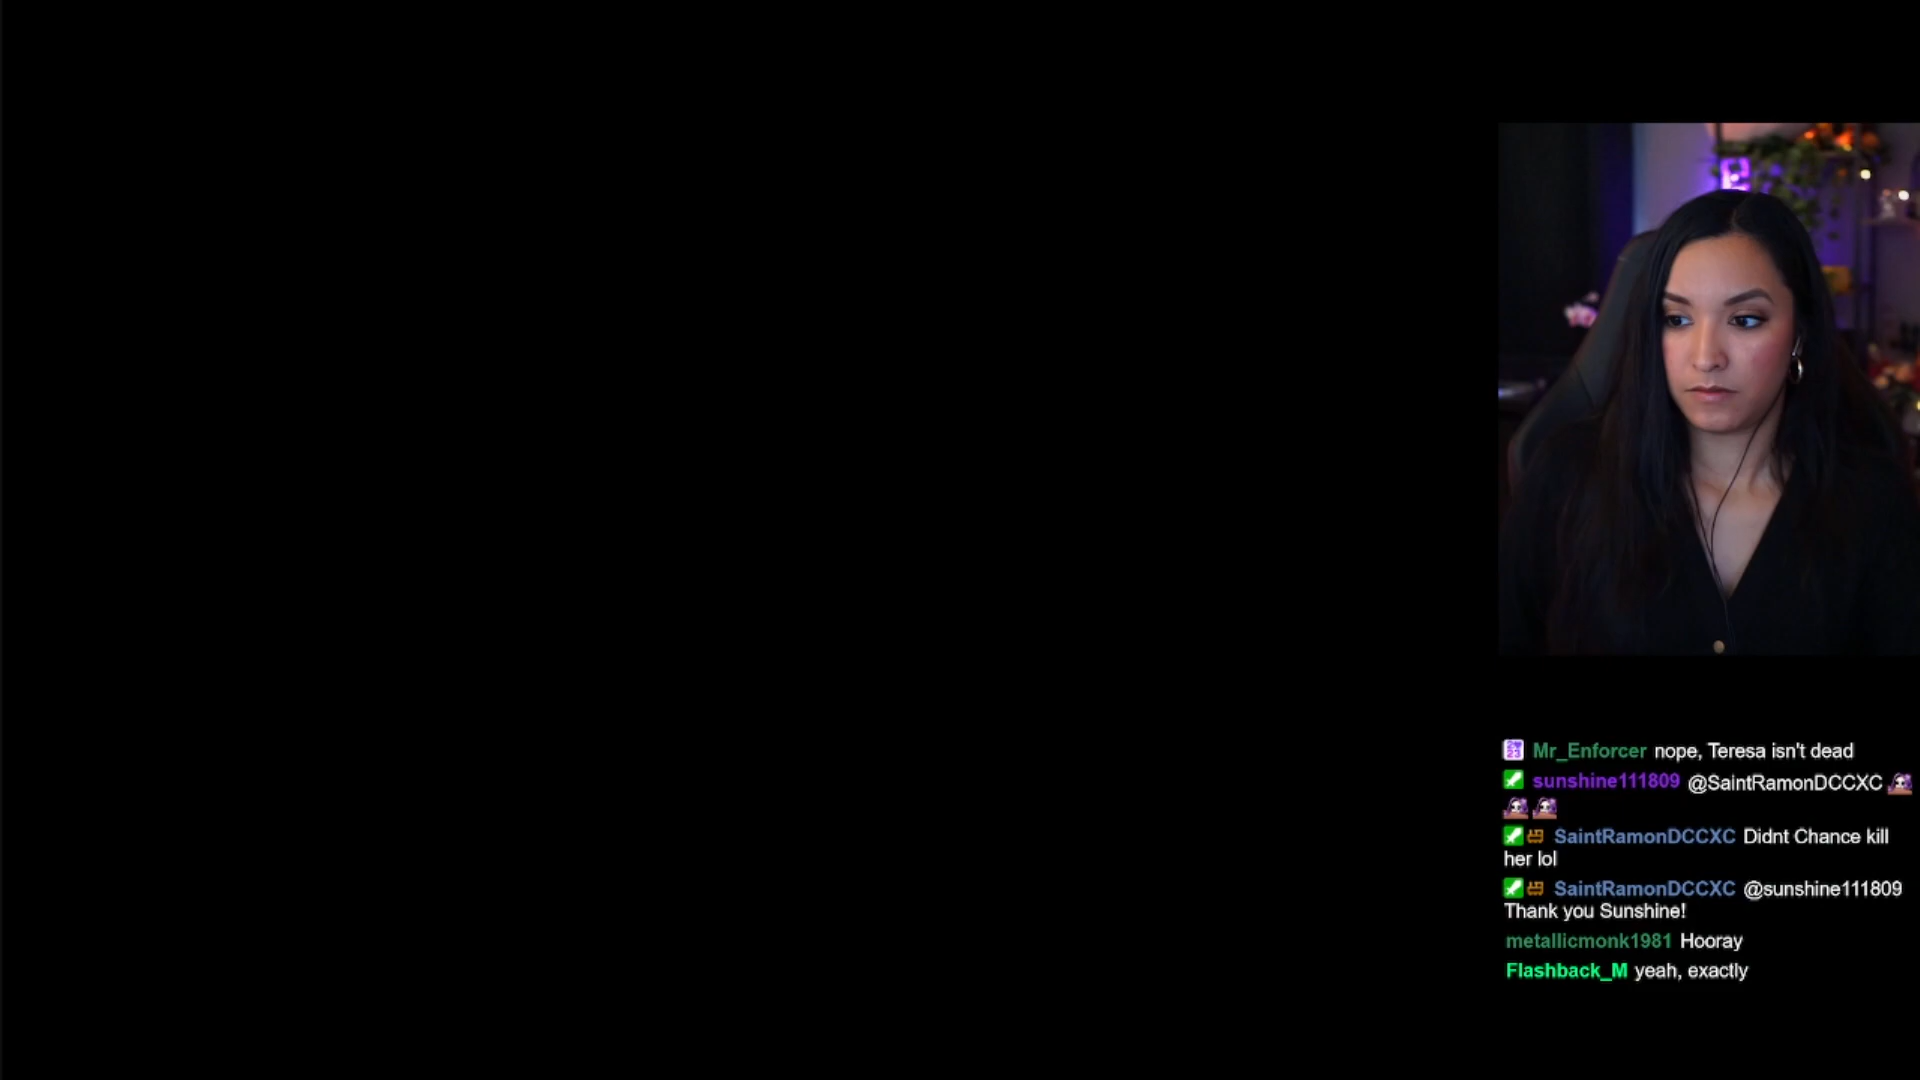 Mr_Enforcer nope, Teresa isn't dead
sunshine111809 @SaintRamonDCCXC
SaintRamonDCCXC Didnt Chance kill
her lol
SaintRamonDCCXC @sunshine111809
Thank you Sunshine!
metallicmonk1981 Hooray
Flashback_M yeah, exactly